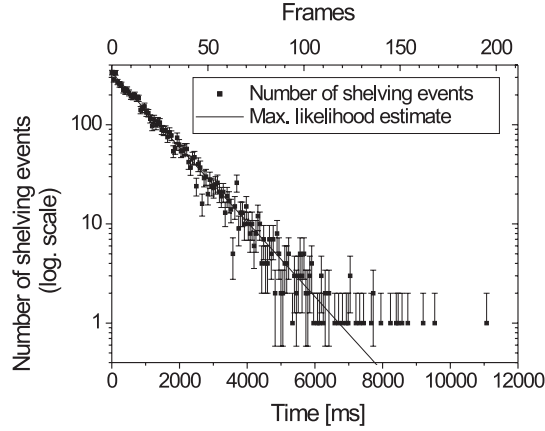 Frames
0 50 100 150 200
Number of shelving events
Max. likelihood estimate
100
10
1
Number of shelving events
(log. scale)
0 2000 4000 6000 8000 10000 12000
Time [ms]